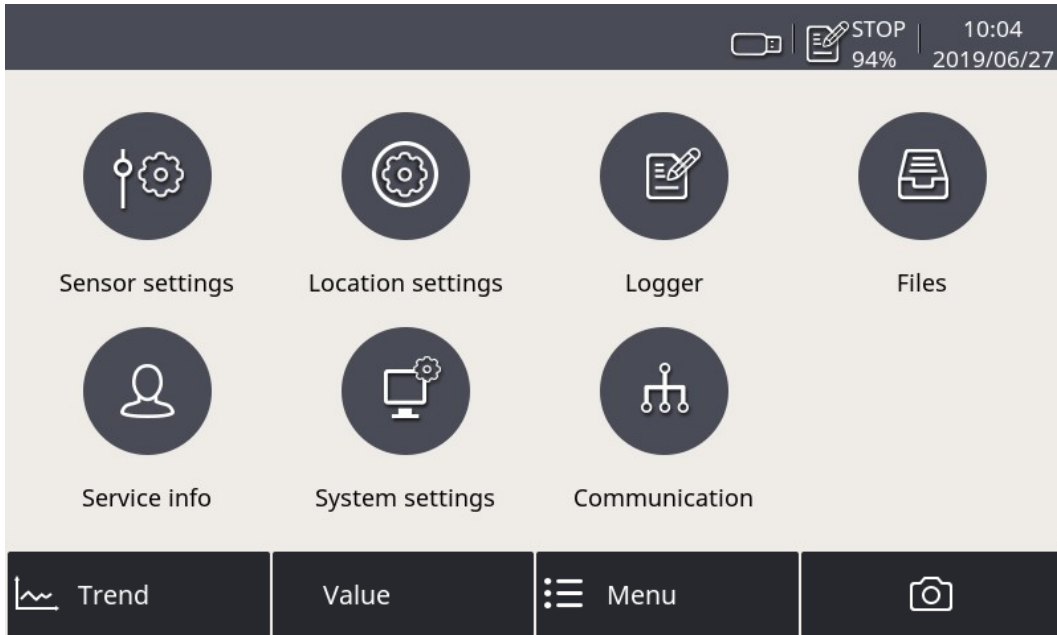 STOP 10:04
94% 2019/06/27
Sensor settings Location settings Logger Files
Service info System settings Communication
Trend Value Menu